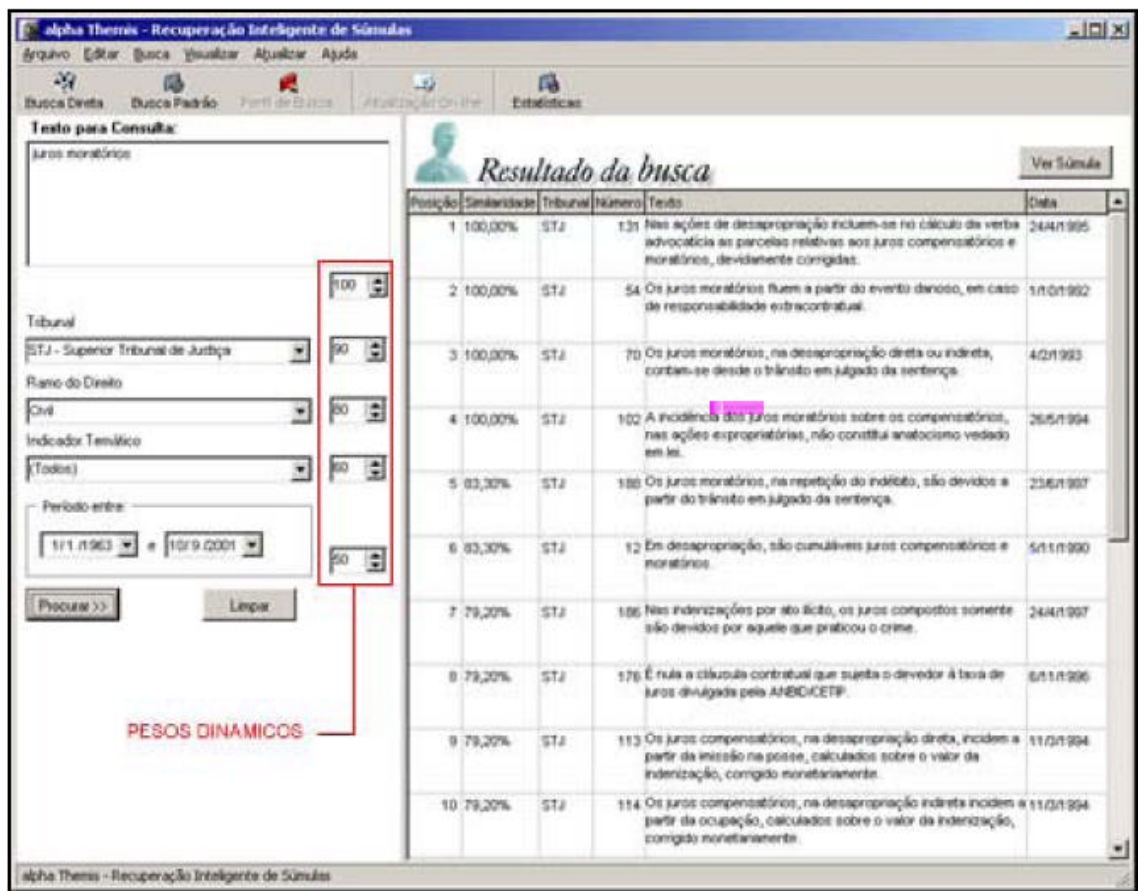 alpha Themis - Recuperação Inteligente de Súmulas
Arquivo Editar Busca Visualizar Atualizar Ajuda
Busca Direta Busca Padrão Perfil de Busca Atualização On-line Estatísticas
Texto para Consulta:
juros moratórios
100
Tribunal
STJ - Superior Tribunal de Justiça 90
Ramo do Direito
Civil 80
Indicador Temático
(Todos) 60
Período entre:
1/1/1963 e 10/9/2001
50
Procurar >> Limpar
PESOS DINAMICOS
Resultado da busca
Ver Súmula
Posição Similaridade Tribunal Número Texto Data
1 100,00% STJ 131 Nas ações de desapropriação incluem-se no cálculo da verba 24/4/1995
advocatícia as parcelas relativas aos juros compensatórios e
moratórios, devidamente corrigidas.
2 100,00% STJ 54 Os juros moratórios fluem a partir do evento danoso, em caso 1/10/1992
de responsabilidade extracontratual.
3 100,00% STJ 70 Os juros moratórios, na desapropriação direta ou indireta, 4/2/1993
contam-se desde o trânsito em julgado da sentença.
4 100,00% STJ 102 A incidência dos juros moratórios sobre os compensatórios, 26/5/1994
nas ações expropriatórias, não constitui anatocismo vedado
em lei.
5 83,30% STJ 188 Os juros moratórios, na repetição do indébito, são devidos a 23/6/1997
partir do trânsito em julgado da sentença.
6 83,30% STJ 12 Em desapropriação, são cumuláveis juros compensatórios e 5/11/1990
moratórios.
7 79,20% STJ 186 Nas indenizações por ato ilícito, os juros compostos somente 24/4/1997
são devidos por aquele que praticou o crime.
8 79,20% STJ 176 É nula a cláusula contratual que sujeita o devedor à taxa de 6/11/1996
juros divulgada pela ANBID/CETIP.
9 79,20% STJ 113 Os juros compensatórios, na desapropriação direta, incidem a 11/3/1994
partir da imissão na posse, calculados sobre o valor da
indenização, corrigido monetariamente.
10 79,20% STJ 114 Os juros compensatórios, na desapropriação indireta incidem a 11/3/1994
partir da ocupação, calculados sobre o valor da indenização,
corrigido monetariamente.
alpha Themis - Recuperação Inteligente de Súmulas